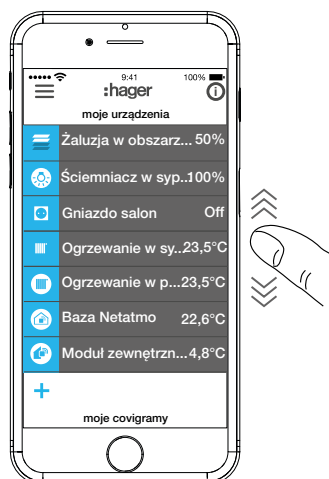 9:41 100%
:hager
moje urządzenia
Żaluzja w obszarz... 50%
Ściemniacz w syp..100%
Gniazdo salon Off
Ogrzewanie w sy..23,5°C
Ogrzewanie w p...23,5°C
Baza Netatmo 22,6°C
Moduł zewnętrzn...4,8°C
+
moje covigramy